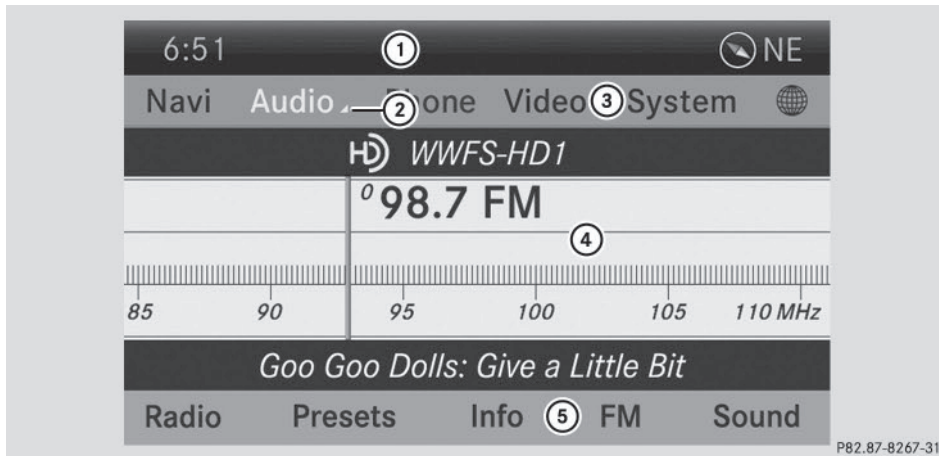 6:51 1 NE
Navi Audio 2 Phone Video 3 System
HD WWFS-HD1
0 98.7 FM
4
85 90 95 100 105 110 MHz
Goo Goo Dolls: Give a Little Bit
Radio Presets Info 5 FM Sound
P82.87-8267-31